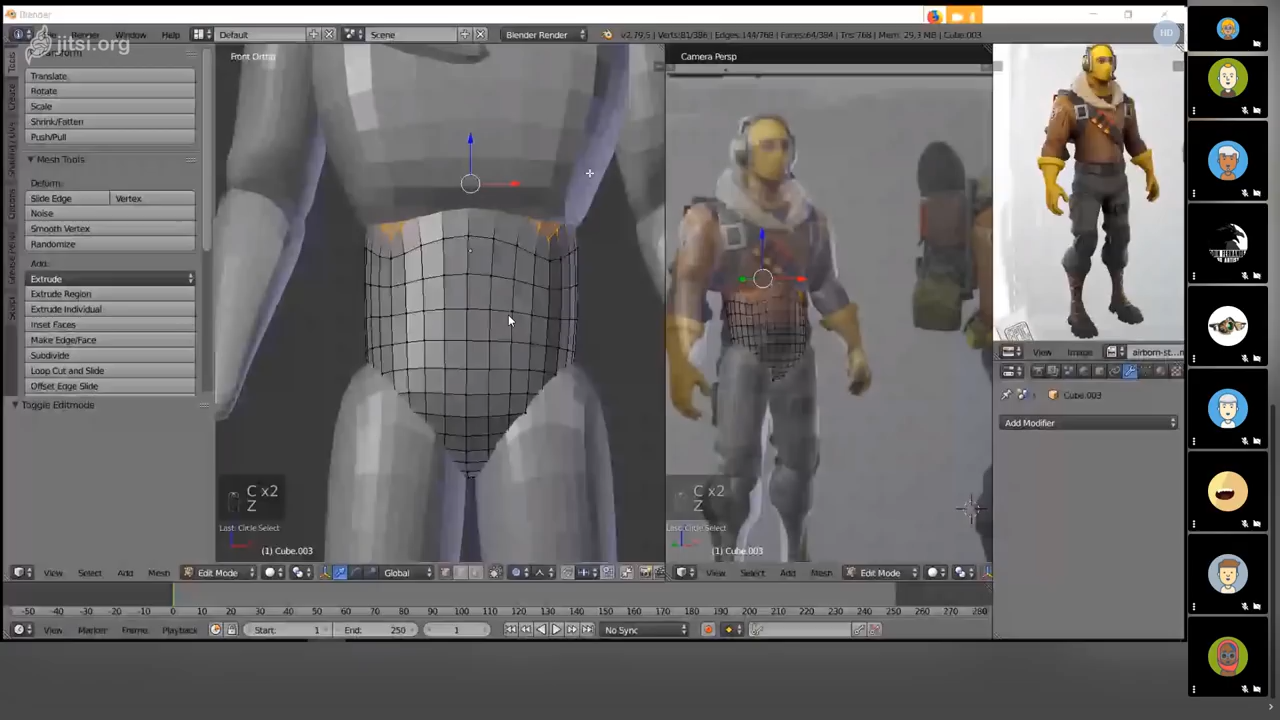 Blender
jitsi.org
File Render Window Help
Default
Scene
Blender Render
v2.79.5 | Verts:81/386 | Edges:144/768 | Faces:64/384 | Tris:768 | Mem: 29.3 MB | Cube.003
HD
Tools
Create
Options
Transform
Translate
Rotate
Scale
Shrink/Fatten
Push/Pull
Mesh Tools
Deform:
Slide Edge
Vertex
Noise
Smooth Vertex
Randomize
Add:
Extrude
Extrude Region
Extrude Individual
Inset Faces
Make Edge/Face
Subdivide
Loop Cut and Slide
Offset Edge Slide
Toggle Editmode
Front Ortho
C x2
Z
Last: Circle Select
(1) Cube.003
View Select Add Mesh
Edit Mode
Global
Camera Persp
C x2
Z
Last: Circle Select
(1) Cube.003
View Select Add Mesh
Edit Mode
View Image
airborn-st...
Cube.003
Add Modifier
-50 -40 -30 -20 -10 0 10 20 30 40 50 60 70 80 90 100 110 120 130 140 150 160 170 180 190 200 210 220 230 240 250 260 270 280
View Marker Frame Playback
Start: 1
End: 250
1
No Sync